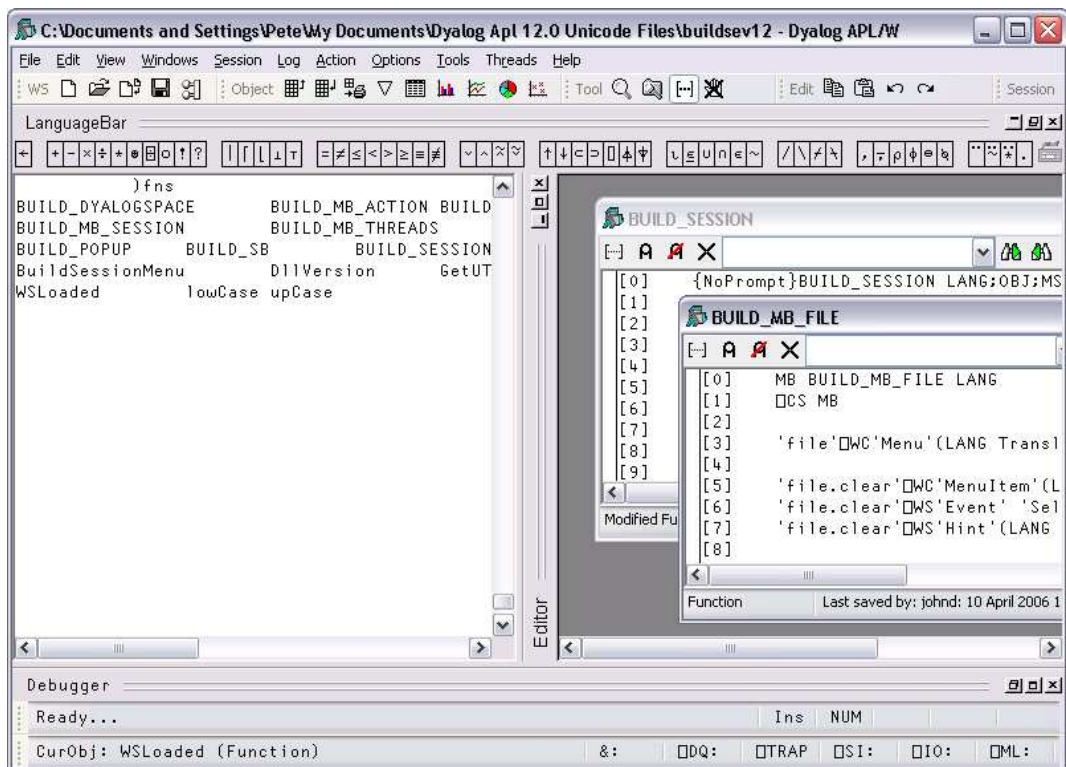 C:\Documents and Settings\Pete\My Documents\Dyalog Apl 12.0 Unicode Files\buildsev12 - Dyalog APL/W
File Edit View Windows Session Log Action Options Tools Threads Help
WS Object Tool Edit Session
LanguageBar
← + - × ÷ * ⍟ ⌹ ○ ! ? | ⌈ ⌊ ⊥ ⊤ = ≠ ≤ < > ≥ ≡ ≢ ∨ ∧ ⍲ ⍱ ↑ ↓ ⊂ ⊃ ⌷ ⍋ ⍒ ⍳ ⍷ ∪ ∩ ∊ ~ / \ ⌿ ⍀ , ⍪ ⍴ ⌽ ⊖ ⍉ ¨ ⍨ ⍣ .
)fns
BUILD_DYALOGSPACE BUILD_MB_ACTION BUILD
BUILD_MB_SESSION BUILD_MB_THREADS
BUILD_POPUP BUILD_SB BUILD_SESSION
BuildSessionMenu DllVersion GetUT
WSLoaded lowCase upCase
Editor
BUILD_SESSION
[0] {NoPrompt}BUILD_SESSION LANG;OBJ;MS
[1]
[2]
[3]
[4]
[5]
[6]
[7]
[8]
[9]
Modified Fu
BUILD_MB_FILE
[0] MB BUILD_MB_FILE LANG
[1] ⎕CS MB
[2]
[3] 'file'⎕WC'Menu'(LANG Transl
[4]
[5] 'file.clear'⎕WC'MenuItem'(L
[6] 'file.clear'⎕WS'Event' 'Sel
[7] 'file.clear'⎕WS'Hint'(LANG
[8]
Function Last saved by: johnd: 10 April 2006 1
Debugger
Ready... Ins NUM
CurObj: WSLoaded (Function) &: ⎕DQ: ⎕TRAP ⎕SI: ⎕IO: ⎕ML: